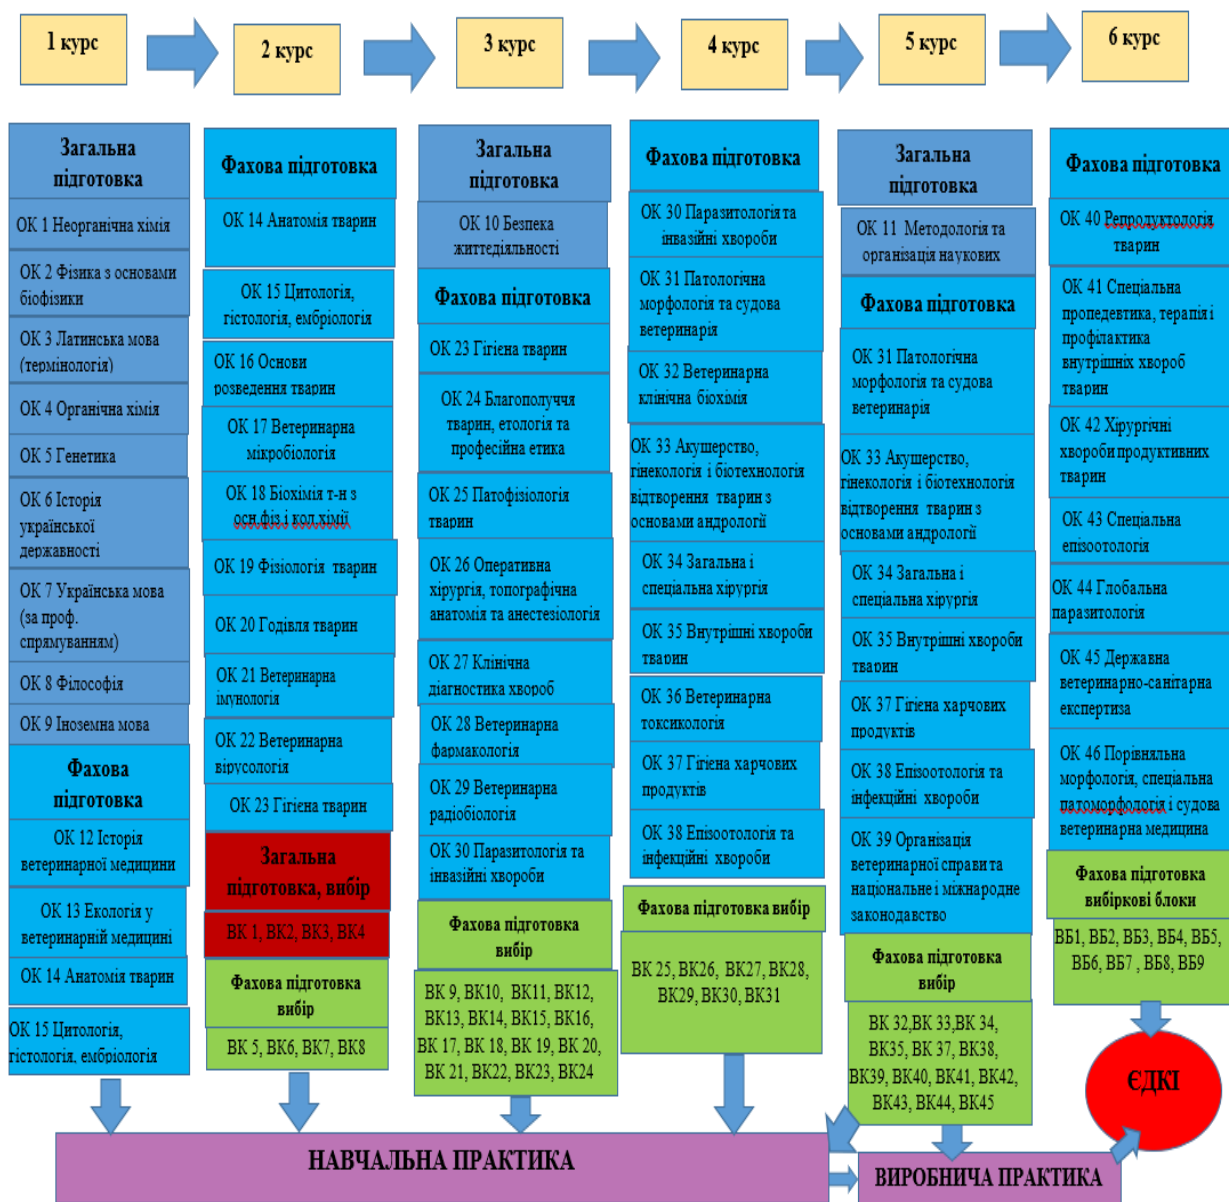 1 курс
2 курс
3 курс
4 курс
5 курс
6 курс
Загальна
підготовка
ОК 1 Неорганічна хімія
ОК 2 Фізика з основами
біофізики
ОК 3 Латинська мова
(термінологія)
ОК 4 Органічна хімія
ОК 5 Генетика
ОК 6 Історія
української
державності
ОК 7 Українська мова
(за проф.
спрямуванням)
ОК 8 Філософія
ОК 9 Іноземна мова
Фахова
підготовка
ОК 12 Історія
ветеринарної медицини
ОК 13 Екологія у
ветеринарній медицині
ОК 14 Анатомія тварин
ОК 15 Цитологія,
гістологія, ембріологія
Фахова підготовка
ОК 14 Анатомія тварин
ОК 15 Цитологія,
гістологія, ембріологія
ОК 16 Основи
розведення тварин
ОК 17 Ветеринарна
мікробіологія
ОК 18 Біохімія т-н з
осн.фіз.і кол.хімії
ОК 19 Фізіологія тварин
ОК 20 Годівля тварин
ОК 21 Ветеринарна
імунологія
ОК 22 Ветеринарна
вірусологія
ОК 23 Гігієна тварин
Загальна
підготовка, вибір
ВК 1, ВК2, ВК3, ВК4
Фахова підготовка
вибір
ВК 5, ВК6, ВК7, ВК8
Загальна
підготовка
ОК 10 Безпека
життєдіяльності
Фахова підготовка
ОК 23 Гігієна тварин
ОК 24 Благополуччя
тварин, етологія та
професійна етика
ОК 25 Патофізіологія
тварин
ОК 26 Оперативна
хірургія, топографічна
анатомія та анестезіологія
ОК 27 Клінічна
діагностика хвороб
ОК 28 Ветеринарна
фармакологія
ОК 29 Ветеринарна
радіобіологія
ОК 30 Паразитологія та
інвазійні хвороби
Фахова підготовка
вибір
ВК 9, ВК10, ВК11, ВК12,
ВК13, ВК14, ВК15, ВК16,
ВК 17, ВК 18, ВК 19, ВК 20,
ВК 21, ВК22, ВК23, ВК24
Фахова підготовка
ОК 30 Паразитологія та
інвазійні хвороби
ОК 31 Патологічна
морфологія та судова
ветеринарія
ОК 32 Ветеринарна
клінічна біохімія
ОК 33 Акушерство,
гінекологія і біотехнологія
відтворення тварин з
основами андрології
ОК 34 Загальна і
спеціальна хірургія
ОК 35 Внутрішні хвороби
тварин
ОК 36 Ветеринарна
токсикологія
ОК 37 Гігієна харчових
продуктів
ОК 38 Епізоотологія та
інфекційні хвороби
Фахова підготовка вибір
ВК 25, ВК26, ВК27, ВК28,
ВК29, ВК30, ВК31
Загальна
підготовка
ОК 11 Методологія та
організація наукових
Фахова підготовка
ОК 31 Патологічна
морфологія та судова
ветеринарія
ОК 33 Акушерство,
гінекологія і біотехнологія
відтворення тварин з
основами андрології
ОК 34 Загальна і
спеціальна хірургія
ОК 35 Внутрішні хвороби
тварин
ОК 37 Гігієна харчових
продуктів
ОК 38 Епізоотологія та
інфекційні хвороби
ОК 39 Організація
ветеринарної справи та
національне і міжнародне
законодавство
Фахова підготовка
вибір
ВК 32,ВК 33,ВК 34,
ВК35, ВК 37, ВК38,
ВК39, ВК40, ВК41, ВК42,
ВК43, ВК44, ВК45
Фахова підготовка
ОК 40 Репродуктологія
тварин
ОК 41 Спеціальна
пропедевтика, терапія і
профілактика
внутрішніх хвороб
тварин
ОК 42 Хірургічні
хвороби продуктивних
тварин
ОК 43 Спеціальна
епізоотологія
ОК 44 Глобальна
паразитологія
ОК 45 Державна
ветеринарно-санітарна
експертиза
ОК 46 Порівняльна
морфологія, спеціальна
патоморфологія і судова
ветеринарна медицина
Фахова підготовка
вибіркові блоки
ВБ1, ВБ2, ВБ3, ВБ4, ВБ5,
ВБ6, ВБ7 , ВБ8, ВБ9
ЄДКІ
НАВЧАЛЬНА ПРАКТИКА
ВИРОБНИЧА ПРАКТИКА